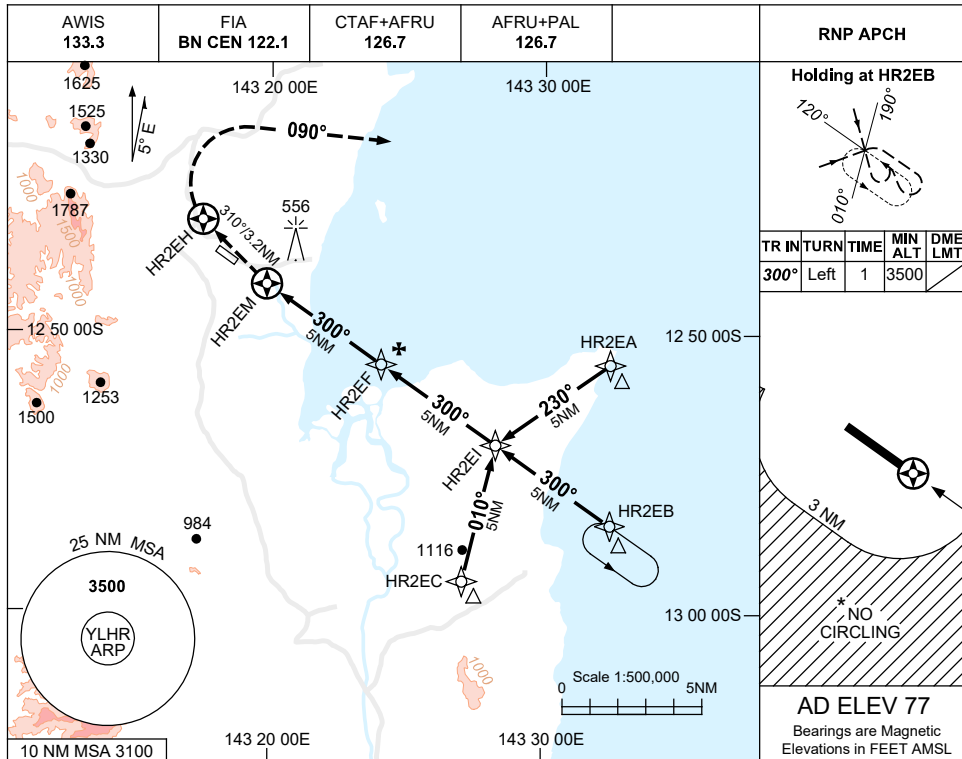 AWIS
133.3
FIA
BN CEN 122.1
CTAF+AFRU
126.7
AFRU+PAL
126.7
RNP APCH
143 20 00E
143 30 00E
1625
1525
1330
5° E
090°
1000
1787
1500
1000
556
310°/3.2NM
HR2EH
HR2EM
12 50 00S
12 50 00S
300°
5NM
HR2EF
HR2EA
1000
1253
1500
300°
5NM
230°
5NM
HR2EI
300°
5NM
010°
5NM
HR2EB
984
1116
HR2EC
25 NM MSA
3500
YLHR
ARP
13 00 00S
1000
Scale 1:500,000
0
5NM
10 NM MSA 3100
143 20 00E
143 30 00E
Holding at HR2EB
120°
190°
010°
TR IN
TURN
TIME
MIN
ALT
DME
LMT
300°
Left
1
3500
3 NM
*
NO
CIRCLING
AD ELEV 77
Bearings are Magnetic
Elevations in FEET AMSL